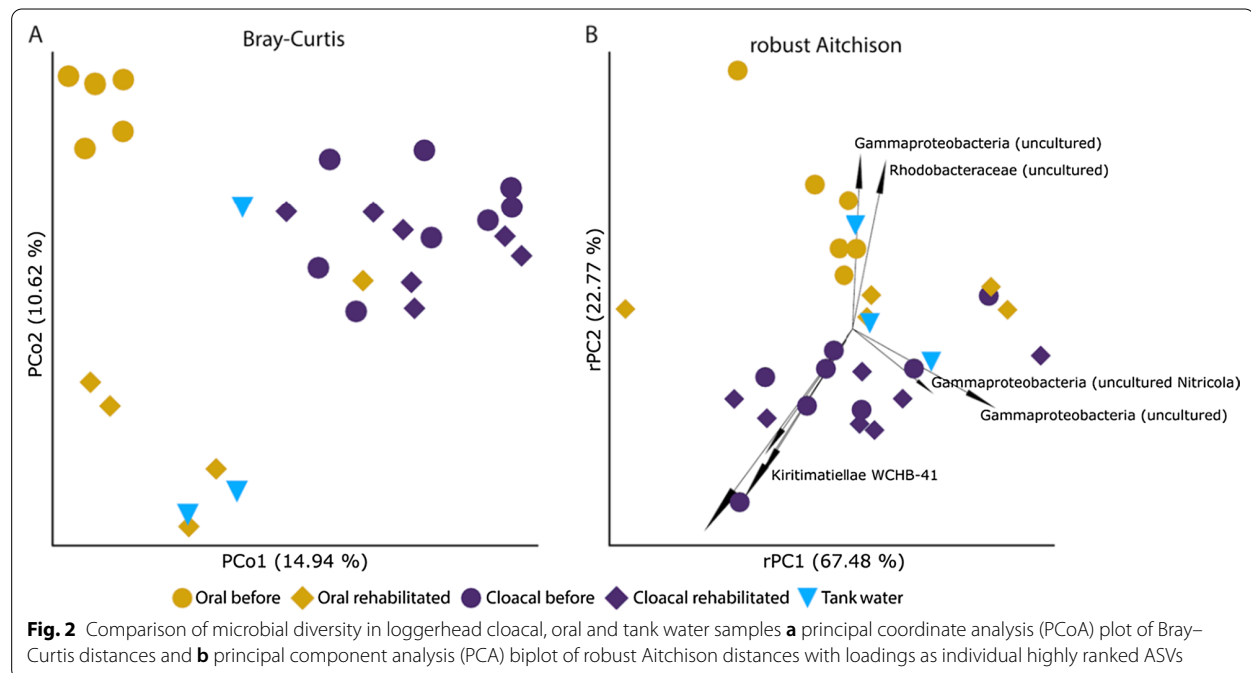 A
Bray-Curtis
PCo2 (10.62 %)
PCo1 (14.94 %)
B
robust Aitchison
rPC2 (22.77 %)
Gammaproteobacteria (uncultured)
Rhodobacteraceae (uncultured)
Gammaproteobacteria (uncultured Nitricola)
Gammaproteobacteria (uncultured)
Kiritimatiellae WCHB-41
rPC1 (67.48 %)
Oral before Oral rehabilitated Cloacal before Cloacal rehabilitated Tank water
Fig. 2 Comparison of microbial diversity in loggerhead cloacal, oral and tank water samples a principal coordinate analysis (PCoA) plot of Bray–
Curtis distances and b principal component analysis (PCA) biplot of robust Aitchison distances with loadings as individual highly ranked ASVs